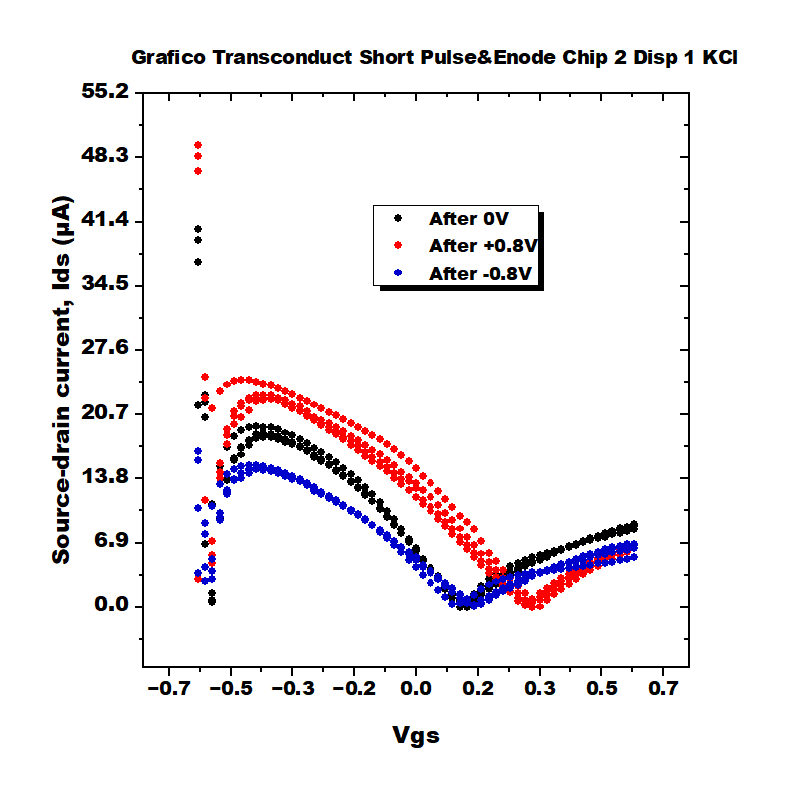 Grafico Transconduct Short Pulse&Enode Chip 2 Disp 1 KCl
55.2
48.3
41.4
34.5
27.6
20.7
13.8
6.9
0.0
Source-drain current, Ids (μA)
After 0V
After +0.8V
After -0.8V
−0.7 −0.5 −0.3 −0.2 0.0 0.2 0.3 0.5 0.7
Vgs